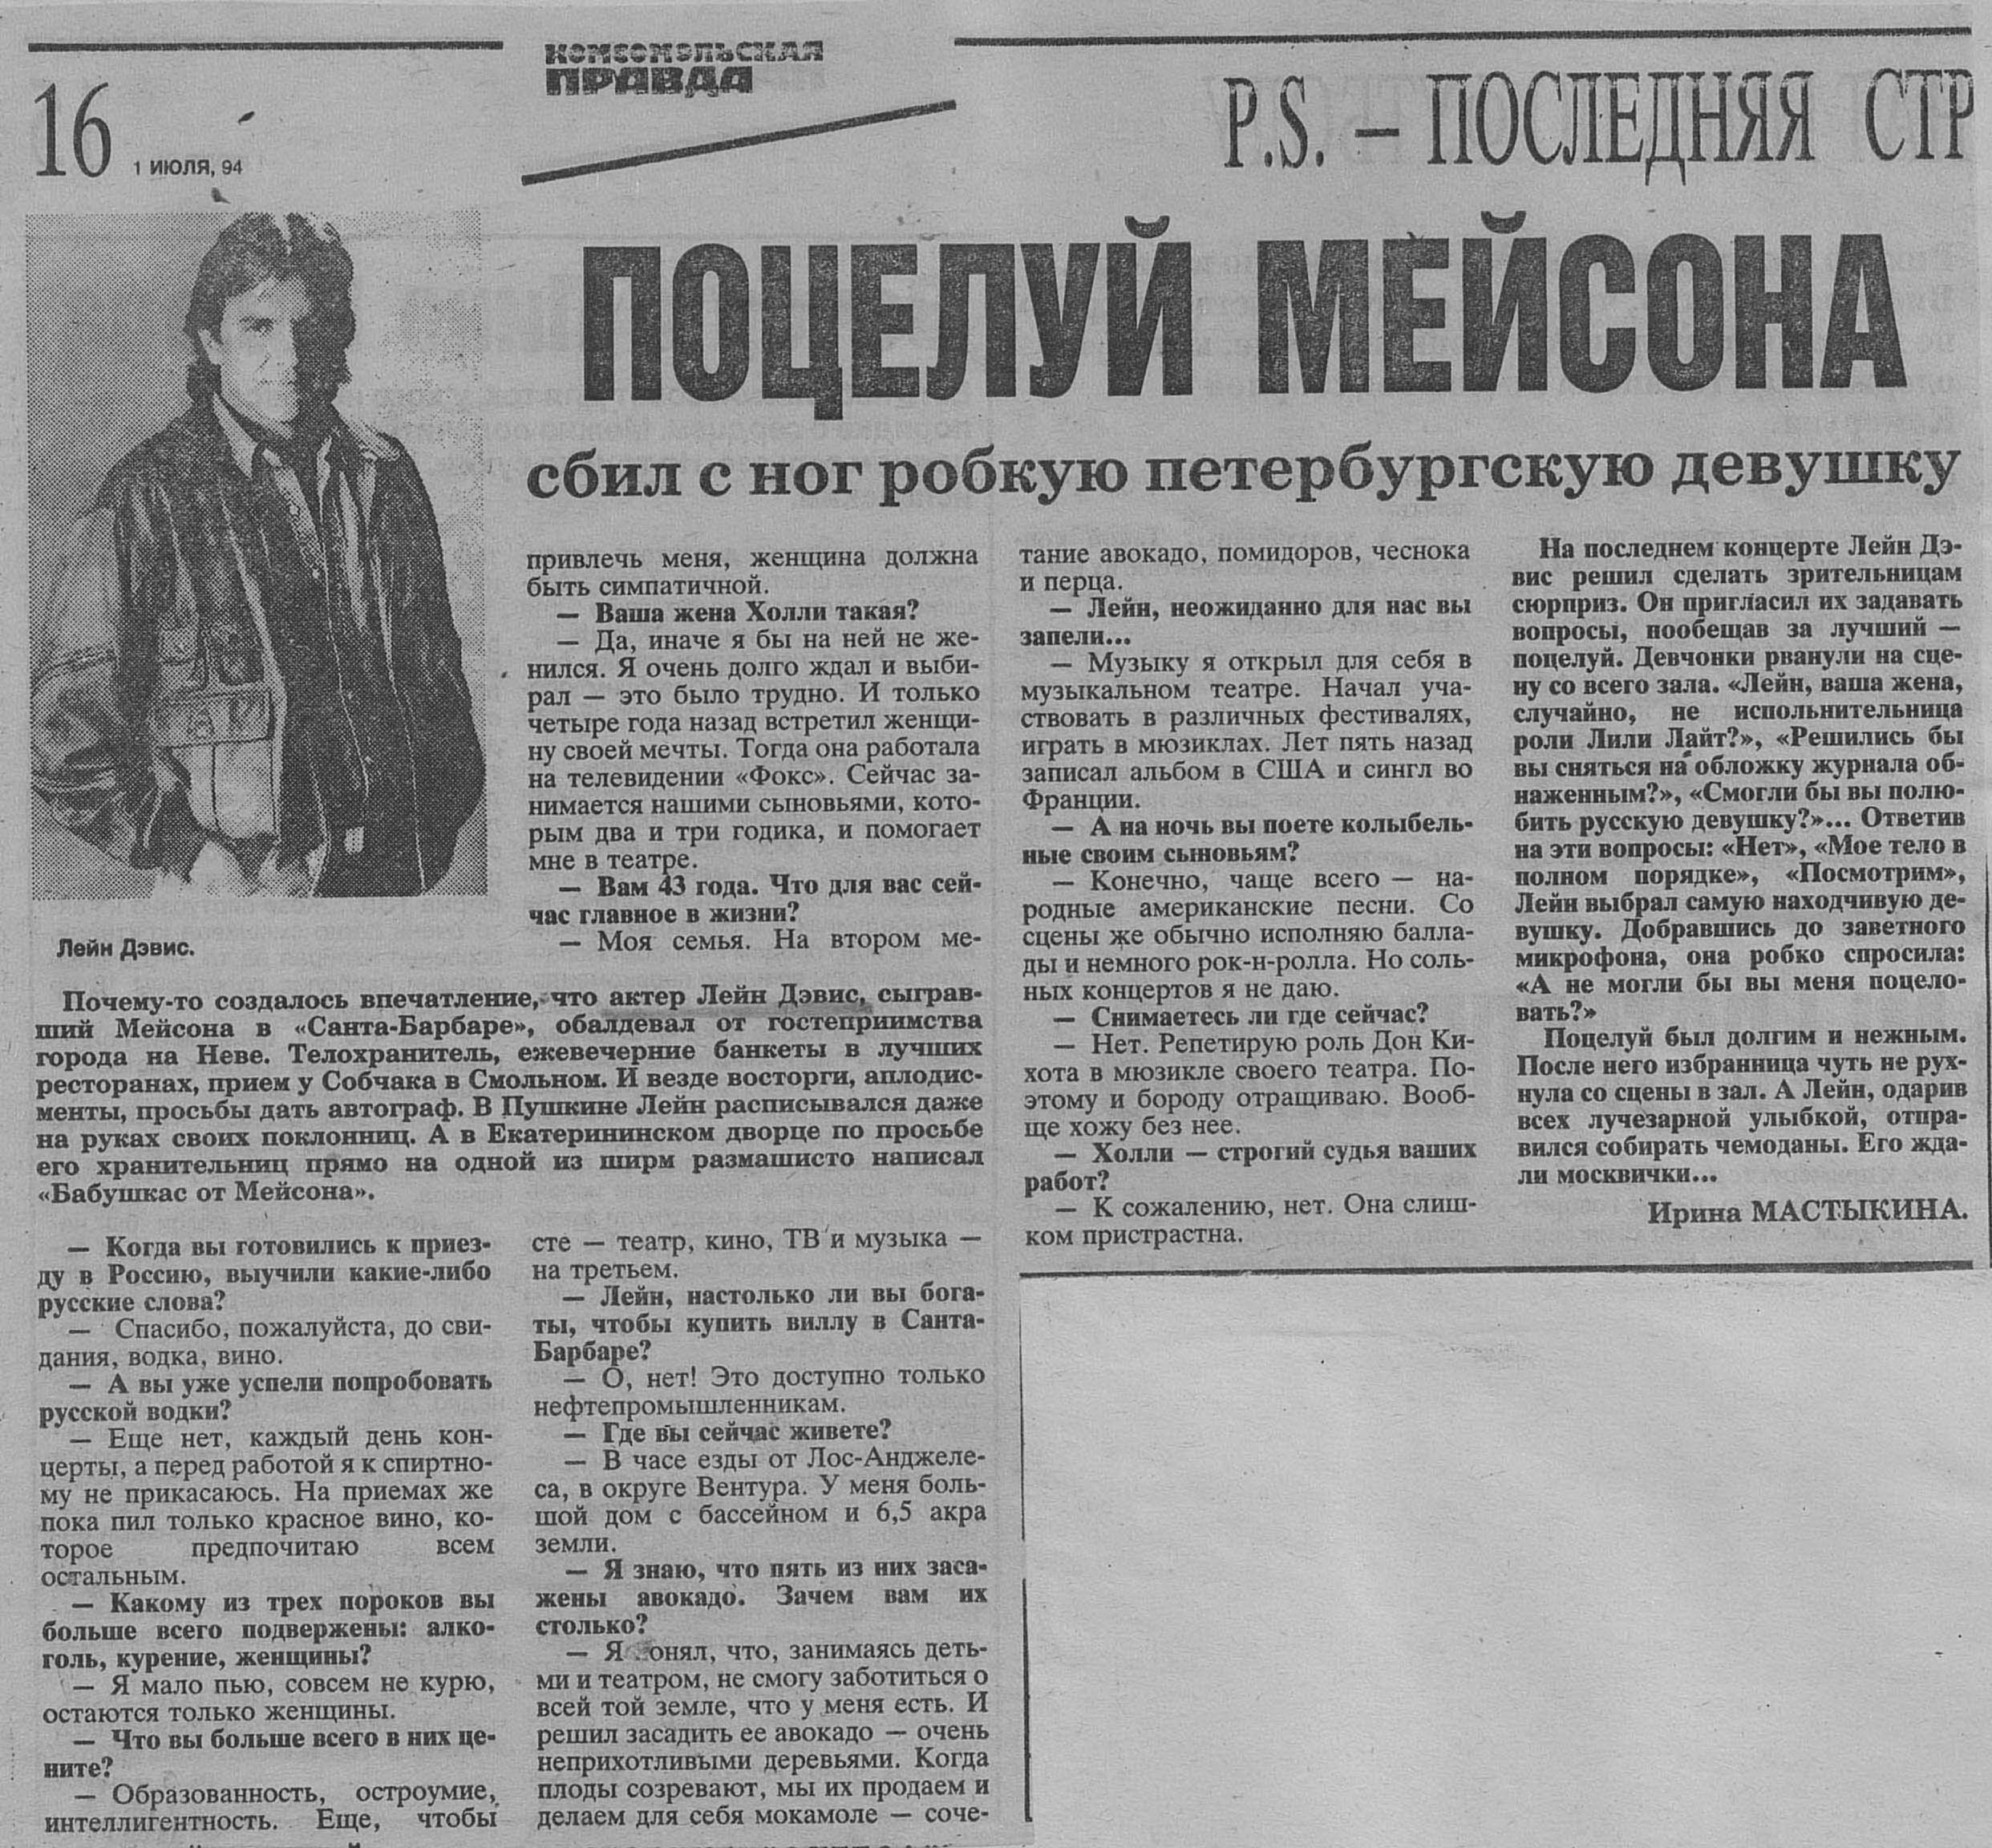 КОМСОМОЛЬСКАЯ
ПРАВДА
16
1 ИЮЛЯ, 94
P.S. – ПОСЛЕДНЯЯ СТР
ПОЦЕЛУЙ МЕЙСОНА
сбил с ног робкую петербургскую девушку
Лейн Дэвис.
Почему-то создалось впечатление, что актер Лейн Дэвис, сыграв-
ший Мейсона в «Санта-Барбаре», обалдевал от гостеприимства
города на Неве. Телохранитель, ежевечерние банкеты в лучших
ресторанах, прием у Собчака в Смольном. И везде восторги, аплодис-
менты, просьбы дать автограф. В Пушкине Лейн расписывался даже
на руках своих поклонниц. А в Екатерининском дворце по просьбе
его хранительниц прямо на одной из ширм размашисто написал
«Бабушкас от Мейсона».
— Когда вы готовились к приез-
ду в Россию, выучили какие-либо
русские слова?
— Спасибо, пожалуйста, до сви-
дания, водка, вино.
— А вы уже успели попробовать
русской водки?
— Еще нет, каждый день кон-
церты, а перед работой я к спиртно-
му не прикасаюсь. На приемах же
пока пил только красное вино, ко-
торое предпочитаю всем
остальным.
— Какому из трех пороков вы
больше всего подвержены: алко-
голь, курение, женщины?
— Я мало пью, совсем не курю,
остаются только женщины.
— Что вы больше всего в них це-
ните?
— Образованность, остроумие,
интеллигентность. Еще, чтобы
привлечь меня, женщина должна
быть симпатичной.
— Ваша жена Холли такая?
— Да, иначе я бы на ней не же-
нился. Я очень долго ждал и выби-
рал — это было трудно. И только
четыре года назад встретил женщи-
ну своей мечты. Тогда она работала
на телевидении «Фокс». Сейчас за-
нимается нашими сыновьями, кото-
рым два и три годика, и помогает
мне в театре.
— Вам 43 года. Что для вас сей-
час главное в жизни?
— Моя семья. На втором ме-
сте — театр, кино, ТВ и музыка —
на третьем.
— Лейн, настолько ли вы бога-
ты, чтобы купить виллу в Санта-
Барбаре?
— О, нет! Это доступно только
нефтепромышленникам.
— Где вы сейчас живете?
— В часе езды от Лос-Анджеле-
са, в округе Вентура. У меня боль-
шой дом с бассейном и 6,5 акра
земли.
— Я знаю, что пять из них заса-
жены авокадо. Зачем вам их
столько?
— Я понял, что, занимаясь деть-
ми и театром, не смогу заботиться о
всей той земле, что у меня есть. И
решил засадить ее авокадо — очень
неприхотливыми деревьями. Когда
плоды созревают, мы их продаем и
делаем для себя мокамоле — соче-
тание авокадо, помидоров, чеснока
и перца.
— Лейн, неожиданно для нас вы
запели...
— Музыку я открыл для себя в
музыкальном театре. Начал уча-
ствовать в различных фестивалях,
играть в мюзиклах. Лет пять назад
записал альбом в США и сингл во
Франции.
— А на ночь вы поете колыбель-
ные своим сыновьям?
— Конечно, чаще всего — на-
родные американские песни. Со
сцены же обычно исполняю балла-
ды и немного рок-н-ролла. Но соль-
ных концертов я не даю.
— Снимаетесь ли где сейчас?
— Нет. Репетирую роль Дон Ки-
хота в мюзикле своего театра. По-
этому и бороду отращиваю. Вооб-
ще хожу без нее.
— Холли — строгий судья ваших
работ?
— К сожалению, нет. Она слиш-
ком пристрастна.
На последнем концерте Лейн Дэ-
вис решил сделать зрительницам
сюрприз. Он пригласил их задавать
вопросы, пообещав за лучший —
поцелуй. Девчонки рванули на сце-
ну со всего зала. «Лейн, ваша жена,
случайно, не испольнительница
роли Лили Лайт?», «Решились бы
вы сняться на обложку журнала об-
наженным?», «Смогли бы вы полю-
бить русскую девушку?»... Ответив
на эти вопросы: «Нет», «Мое тело в
полном порядке», «Посмотрим»,
Лейн выбрал самую находчивую де-
вушку. Добравшись до заветного
микрофона, она робко спросила:
«А не могли бы вы меня поцело-
вать?»
Поцелуй был долгим и нежным.
После него избранница чуть не рух-
нула со сцены в зал. А Лейн, одарив
всех лучезарной улыбкой, отпра-
вился собирать чемоданы. Его жда-
ли москвички...
Ирина МАСТЫКИНА.